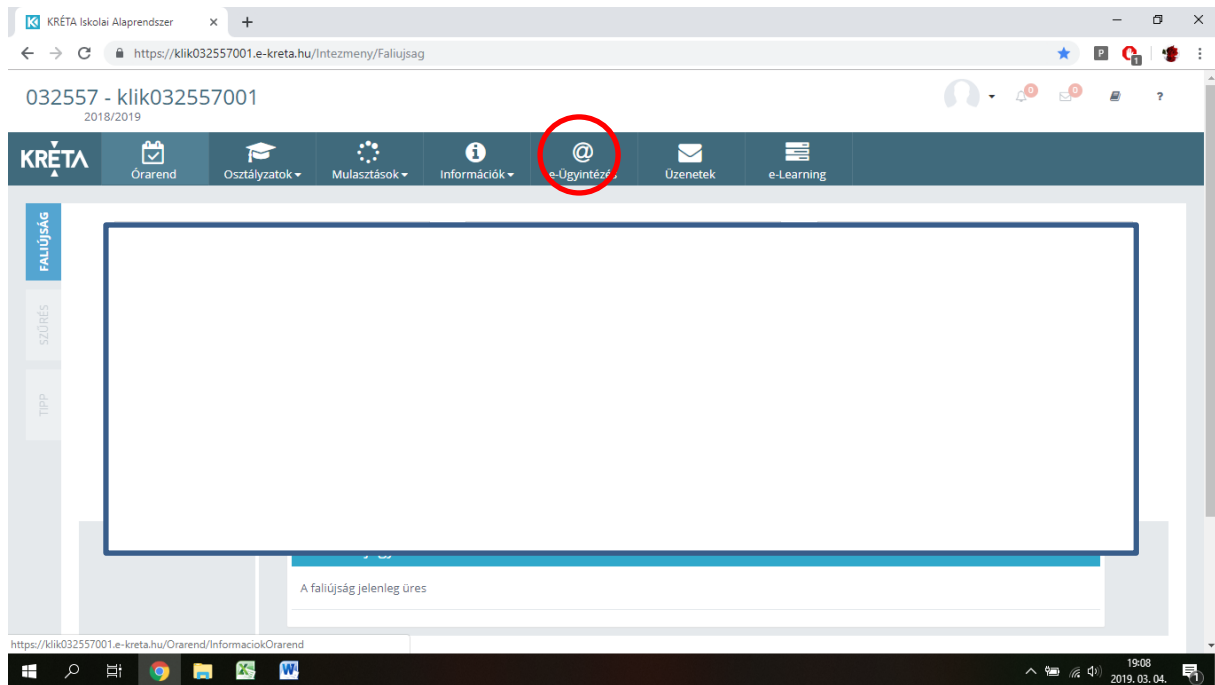 KRÉTA Iskolai Alaprendszer
https://klik032557001.e-kreta.hu/Intezmeny/Faliujsag
032557 - klik032557001
2018/2019
0
0
?
KRÉTA
Órarend
Osztályzatok
Mulasztások
Információk
e-Ügyintézés
Üzenetek
e-Learning
FALIÚJSÁG
SZŰRÉS
TIPP
A faliújság jelenleg üres
https://klik032557001.e-kreta.hu/Orarend/InformaciokOrarend
19:08
2019. 03. 04.